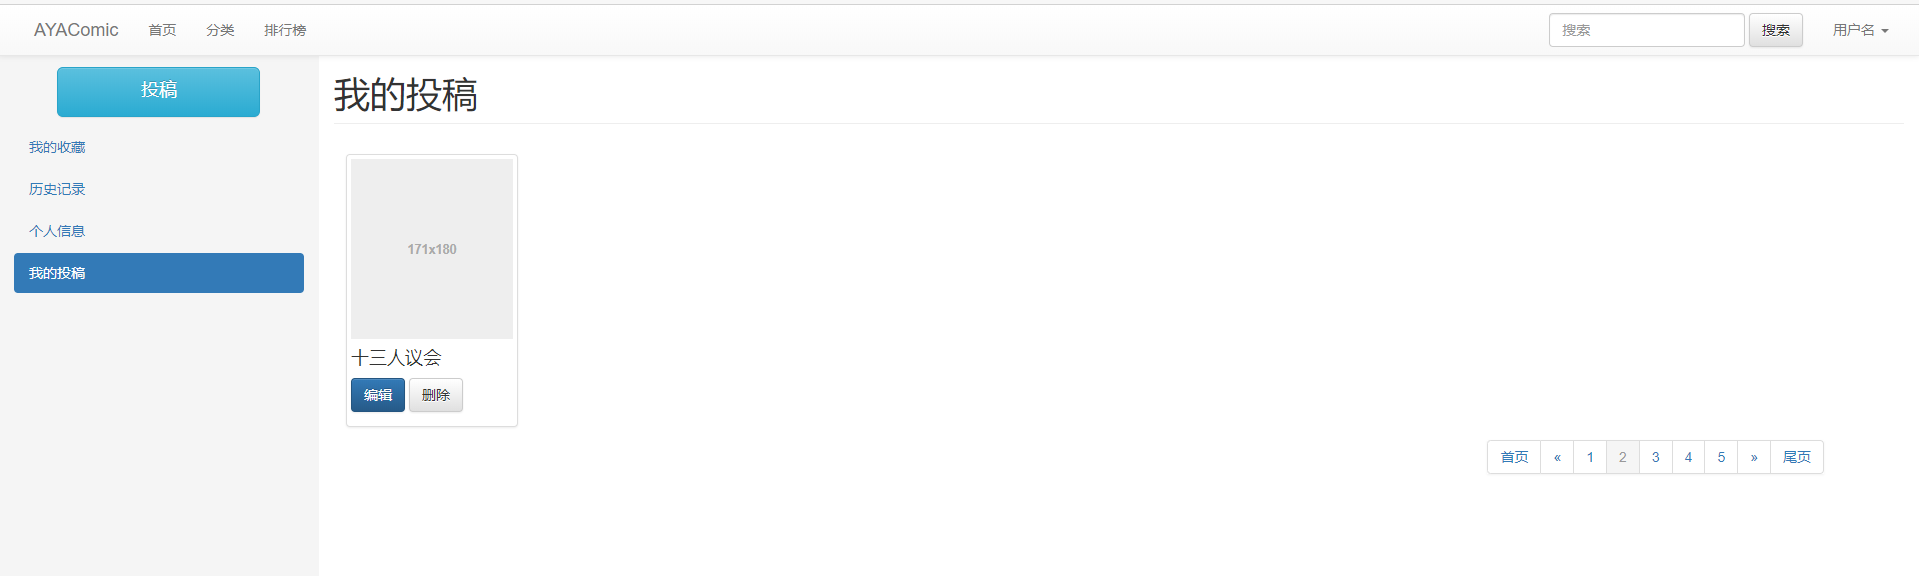 AYAComic 首页 分类 排行榜 搜索 搜索 用户名
投稿
我的收藏
历史记录
个人信息
我的投稿
我的投稿
171x180
十三人议会
编辑 删除
首页 « 1 2 3 4 5 » 尾页